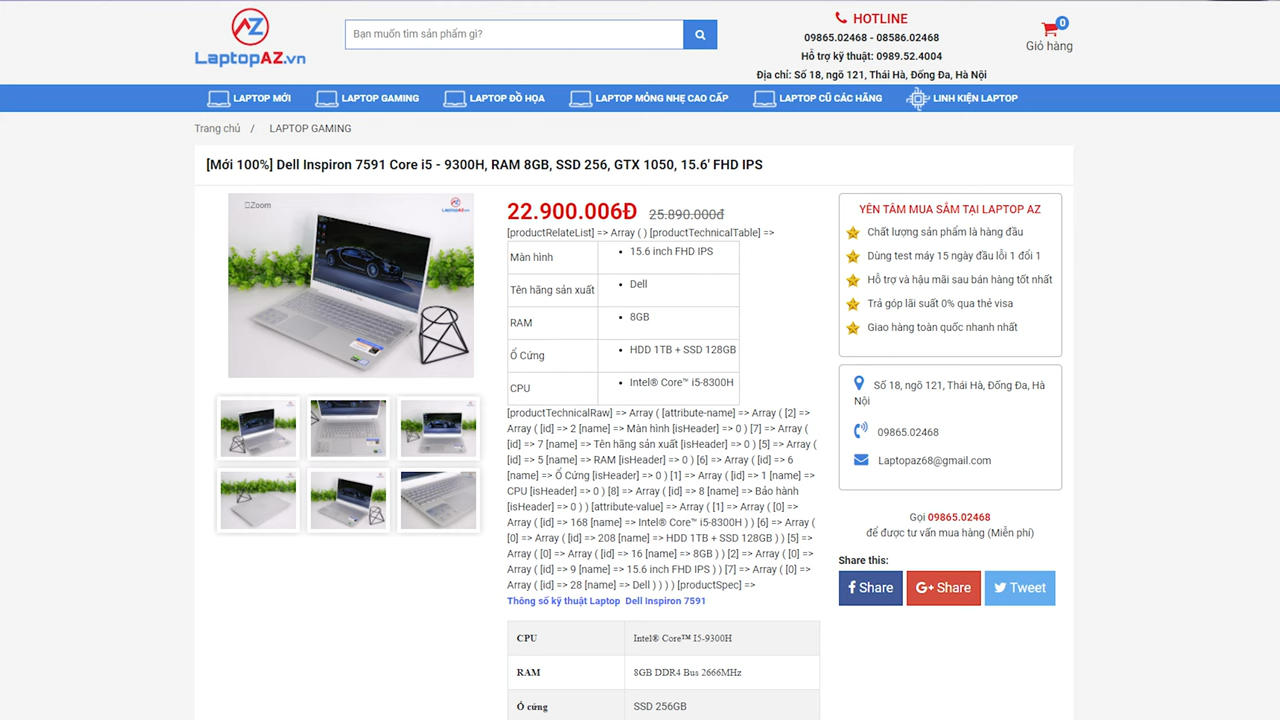 AZ
LaptopAZ.vn
Bạn muốn tìm sản phẩm gì?
HOTLINE
09865.02468 - 08586.02468
Hỗ trợ kỹ thuật: 0989.52.4004
Địa chỉ: Số 18, ngõ 121, Thái Hà, Đống Đa, Hà Nội
0
Giỏ hàng
LAPTOP MỚI
LAPTOP GAMING
LAPTOP ĐỒ HỌA
LAPTOP MỎNG NHẸ CAO CẤP
LAPTOP CŨ CÁC HÃNG
LINH KIỆN LAPTOP
Trang chủ / LAPTOP GAMING
[Mới 100%] Dell Inspiron 7591 Core i5 - 9300H, RAM 8GB, SSD 256, GTX 1050, 15.6' FHD IPS
Zoom
LaptopAZ.vn
22.900.006Đ 25.890.000đ
[productRelateList] => Array ( ) [productTechnicalTable] =>
Màn hình • 15.6 inch FHD IPS
Tên hãng sản xuất • Dell
RAM • 8GB
Ổ Cứng • HDD 1TB + SSD 128GB
CPU • Intel® Core™ i5-8300H
[productTechnicalRaw] => Array ( [attribute-name] => Array ( [2] =>
Array ( [id] => 2 [name] => Màn hình [isHeader] => 0 ) [7] => Array (
[id] => 7 [name] => Tên hãng sản xuất [isHeader] => 0 ) [5] => Array (
[id] => 5 [name] => RAM [isHeader] => 0 ) [6] => Array ( [id] => 6
[name] => Ổ Cứng [isHeader] => 0 ) [1] => Array ( [id] => 1 [name] =>
CPU [isHeader] => 0 ) [8] => Array ( [id] => 8 [name] => Bảo hành
[isHeader] => 0 ) ) [attribute-value] => Array ( [1] => Array ( [0] =>
Array ( [id] => 168 [name] => Intel® Core™ i5-8300H ) ) [6] => Array (
[0] => Array ( [id] => 208 [name] => HDD 1TB + SSD 128GB ) ) [5] =>
Array ( [0] => Array ( [id] => 16 [name] => 8GB ) ) [2] => Array ( [0] =>
Array ( [id] => 9 [name] => 15.6 inch FHD IPS ) ) [7] => Array ( [0] =>
Array ( [id] => 28 [name] => Dell ) ) ) ) [productSpec] =>
Thông số kỹ thuật Laptop Dell Inspiron 7591
CPU Intel® Core™ I5-9300H
RAM 8GB DDR4 Bus 2666MHz
Ổ cứng SSD 256GB
YÊN TÂM MUA SẮM TẠI LAPTOP AZ
Chất lượng sản phẩm là hàng đầu
Dùng test máy 15 ngày đầu lỗi 1 đổi 1
Hỗ trợ và hậu mãi sau bán hàng tốt nhất
Trả góp lãi suất 0% qua thẻ visa
Giao hàng toàn quốc nhanh nhất
Số 18, ngõ 121, Thái Hà, Đống Đa, Hà
Nội
09865.02468
Laptopaz68@gmail.com
Gọi 09865.02468
để được tư vấn mua hàng (Miễn phí)
Share this:
Share
G+ Share
Tweet